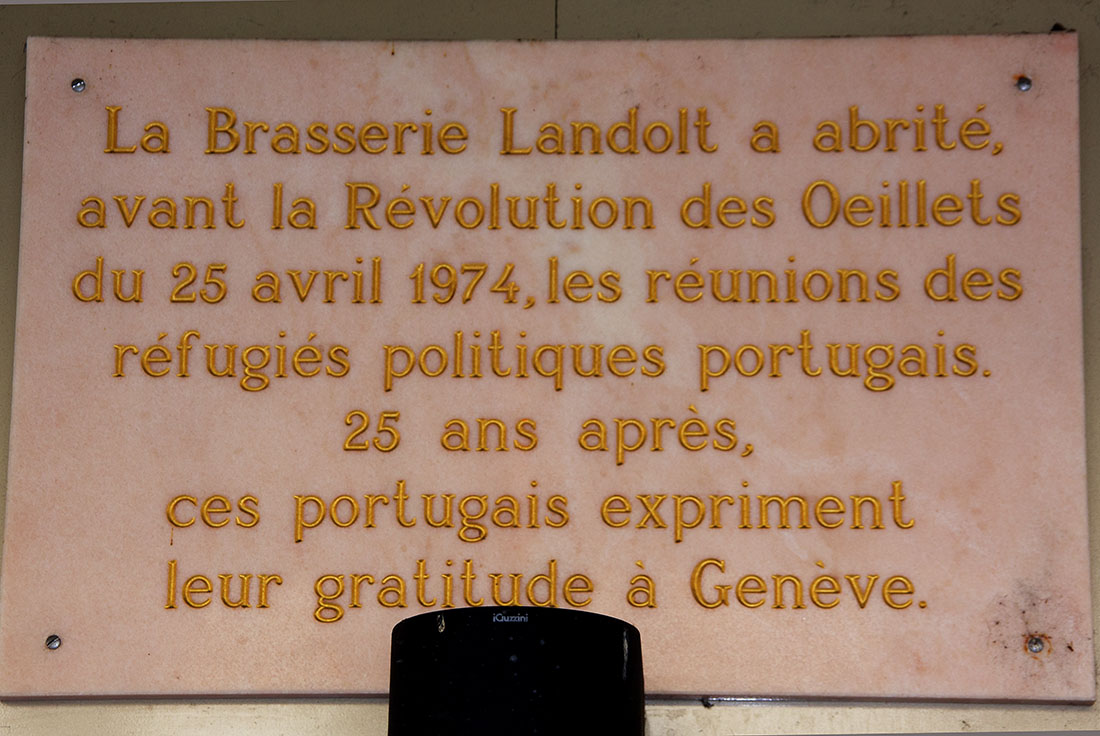 La Brasserie Landolt a abrité,
avant la Révolution des Oeillets
du 25 avril 1974, les réunions des
réfugiés politiques portugais.
25 ans après,
ces portugais expriment
leur gratitude à Genève.
iGuzzini